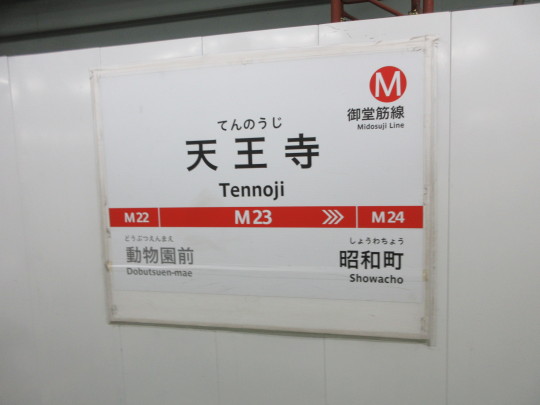 M
御堂筋線
Midosuji Line
てんのうじ
天王寺
Tennoji
M22 M23 M24
どうぶつえんまえ
動物園前
Dobutsuen-mae
しょうわちょう
昭和町
Showacho